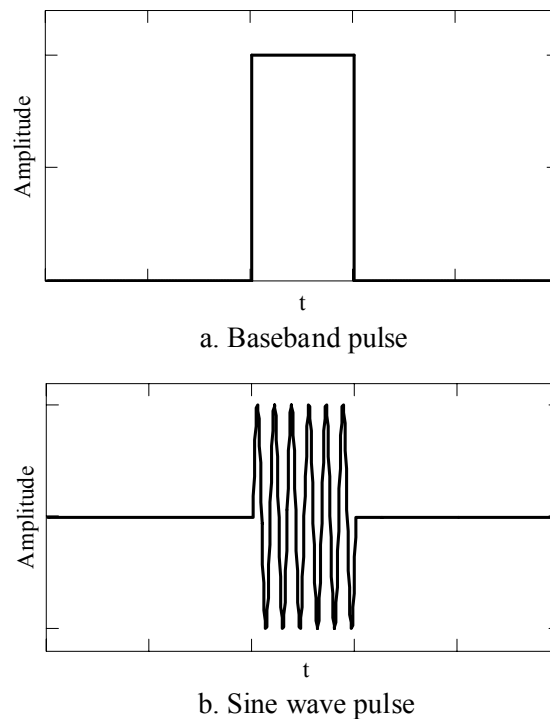 Amplitude
t
a. Baseband pulse
Amplitude
t
b. Sine wave pulse